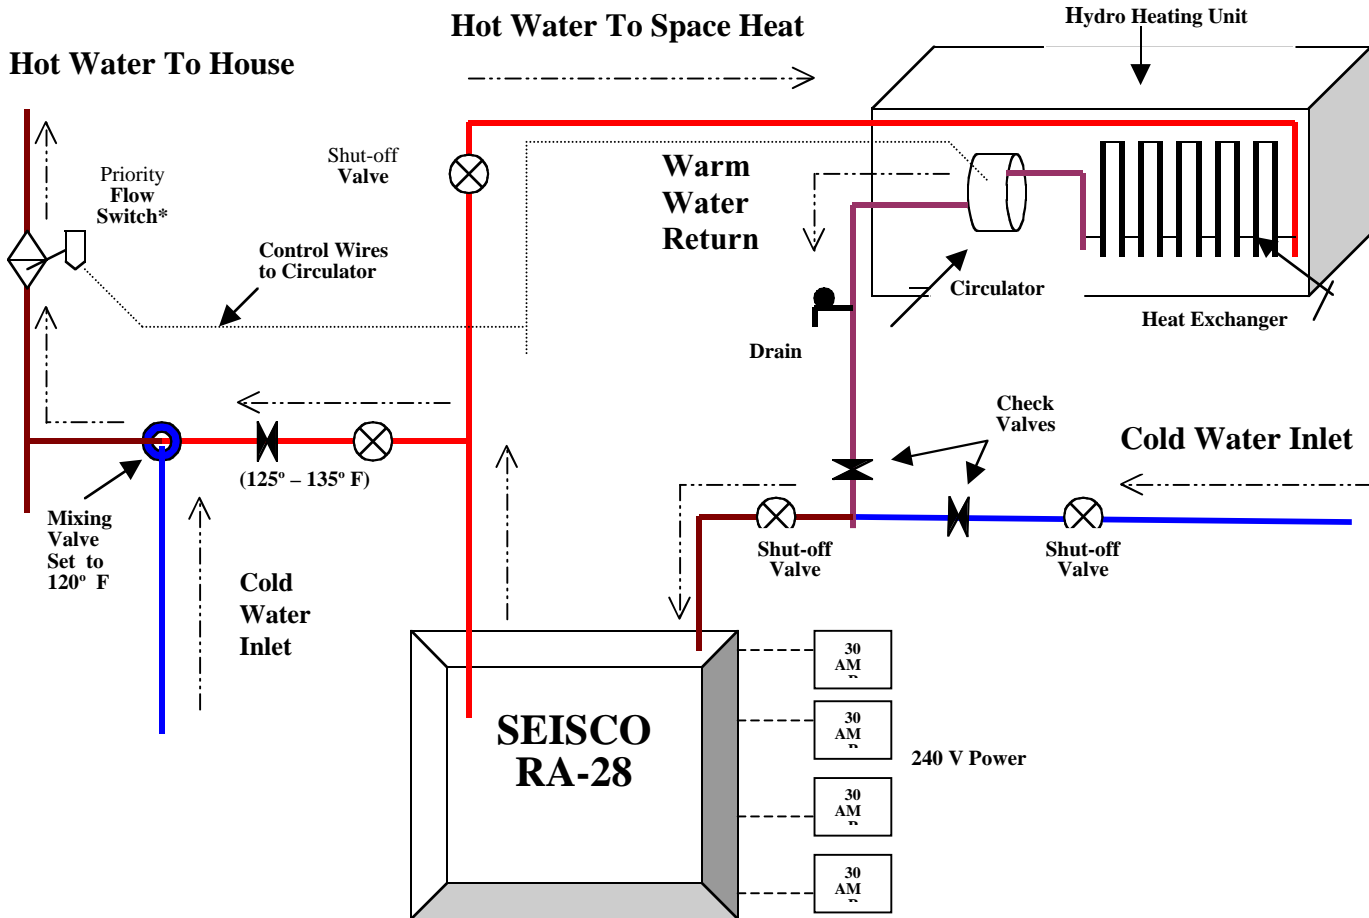 Hydro Heating Unit
Hot Water To Space Heat
Hot Water To House
Shut-off
Valve
Priority
Flow
Switch*
Warm
Water
Return
Control Wires
to Circulator
Circulator
Heat Exchanger
Drain
Check
Valves
Cold Water Inlet
(125º – 135º F)
Mixing
Valve
Set to
120º F
Shut-off
Valve
Shut-off
Valve
Cold
Water
Inlet
SEISCO
RA-28
30
AM
30
AM
30
AM
30
AM
240 V Power